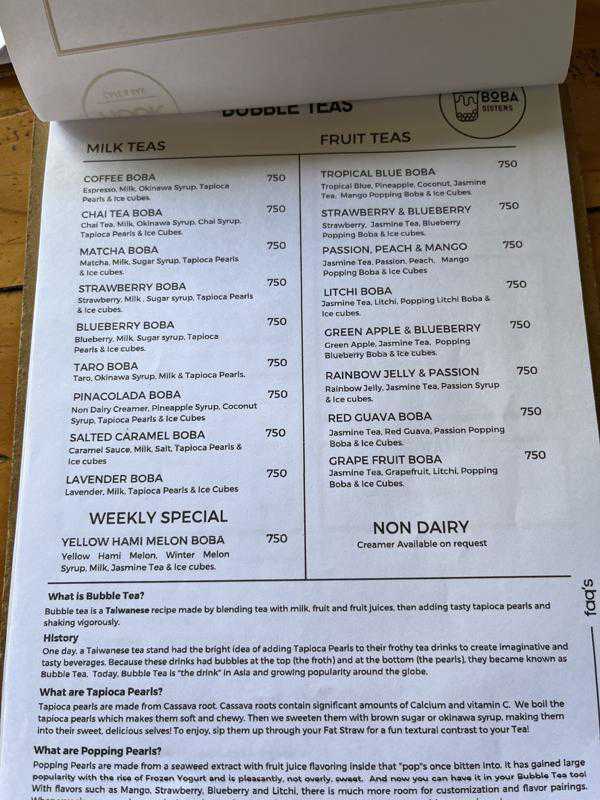 BUBBLE TEAS
BOBA
SISTERS
MILK TEAS
COFFEE BOBA 750
Espresso, Milk, Okinawa Syrup, Tapioca
Pearls & Ice cubes.
CHAI TEA BOBA 750
Chai Tea, Milk, Okinawa Syrup, Chai Syrup,
Tapioca Pearls & Ice Cubes.
MATCHA BOBA 750
Matcha, Milk, Sugar Syrup, Tapioca Pearls
& Ice cubes.
STRAWBERRY BOBA 750
Strawberry, Milk , Sugar syrup, Tapioca Pearls
& Ice cubes.
BLUEBERRY BOBA 750
Blueberry, Milk, Sugar syrup, Tapioca
Pearls & Ice cubes.
TARO BOBA 750
Taro, Okinawa Syrup, Milk & Tapioca Pearls.
PINACOLADA BOBA 750
Non Dairy Creamer, Pineapple Syrup, Coconut
Syrup, Tapioca Pearls & Ice Cubes
SALTED CARAMEL BOBA 750
Caramel Sauce, Milk, Salt, Tapioca Pearls &
Ice cubes
LAVENDER BOBA 750
Lavender, Milk, Tapioca Pearls & Ice Cubes
WEEKLY SPECIAL
YELLOW HAMI MELON BOBA 750
Yellow Hami Melon, Winter Melon
Syrup, Milk, Jasmine Tea & Ice cubes.
FRUIT TEAS
TROPICAL BLUE BOBA 750
Tropical Blue, Pineapple, Coconut, Jasmine
Tea, Mango Popping Boba & Ice Cubes.
STRAWBERRY & BLUEBERRY 750
Strawberry, Jasmine Tea, Blueberry
Popping Boba & Ice cubes.
PASSION, PEACH & MANGO 750
Jasmine Tea, Passion, Peach, Mango
Popping Boba & Ice Cubes
LITCHI BOBA 750
Jasmine Tea, Litchi, Popping Litchi Boba &
Ice cubes.
GREEN APPLE & BLUEBERRY 750
Green Apple, Jasmine Tea, Popping
Blueberry Boba & Ice cubes.
RAINBOW JELLY & PASSION 750
Rainbow Jelly, Jasmine Tea, Passion Syrup
& Ice cubes.
RED GUAVA BOBA 750
Jasmine Tea, Red Guava, Passion Popping
Boba & Ice Cubes.
GRAPE FRUIT BOBA 750
Jasmine Tea, Grapefruit, Litchi, Popping
Boba & Ice Cubes.
NON DAIRY
Creamer Available on request
faq's
What is Bubble Tea?
Bubble tea is a Taiwanese recipe made by blending tea with milk, fruit and fruit juices, then adding tasty tapioca pearls and
shaking vigorously.
History
One day, a Taiwanese tea stand had the bright idea of adding Tapioca Pearls to their frothy tea drinks to create imaginative and
tasty beverages. Because these drinks had bubbles at the top (the froth) and at the bottom (the pearls), they became known as
Bubble Tea. Today, Bubble Tea is "the drink" in Asia and growing popularity around the globe.
What are Tapioca Pearls?
Tapioca pearls are made from Cassava root. Cassava roots contain significant amounts of Calcium and vitamin C. We boil the
tapioca pearls which makes them soft and chewy. Then we sweeten them with brown sugar or okinawa syrup, making them
into their sweet, delicious selves! To enjoy, sip them up through your Fat Straw for a fun textural contrast to your Tea!
What are Popping Pearls?
Popping Pearls are made from a seaweed extract with fruit juice flavoring inside that "pop"s once bitten Into. It has gained large
popularity with the rise of Frozen Yogurt and is pleasantly, not overly, sweet. And now you can have it in your Bubble Tea too!
With flavors such as Mango, Strawberry, Blueberry and Litchi, there is much more room for customization and flavor pairings.